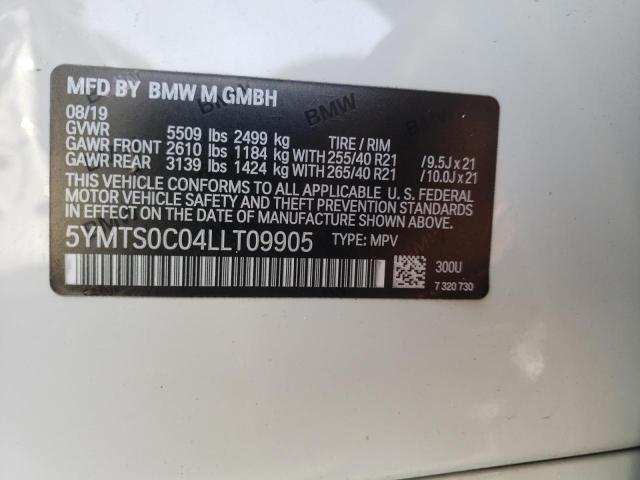 MFD BY BMW M GMBH
08/19
GVWR 5509 lbs 2499 kg TIRE / RIM
GAWR FRONT 2610 lbs 1184 kg WITH 255/40 R21 /9.5J x 21
GAWR REAR 3139 lbs 1424 kg WITH 265/40 R21 /10.0J x 21
THIS VEHICLE CONFORMS TO ALL APPLICABLE U.S. FEDERAL
MOTOR VEHICLE SAFETY AND THEFT PREVENTION STANDARDS
IN EFFECT ON THE DATE OF MANUFACTURE SHOWN ABOVE.
5YMTS0C04LLT09905 TYPE: MPV
300U
7 320 730